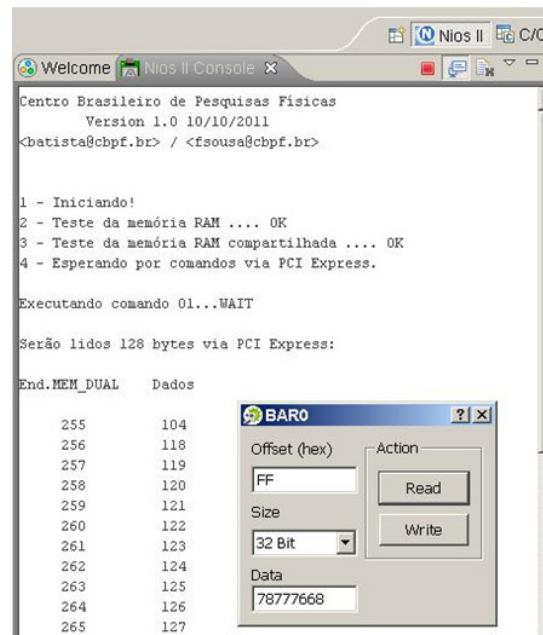 Nios II C/C
Welcome Nios II Console
Centro Brasileiro de Pesquisas Físicas
Version 1.0 10/10/2011
<batista@cbpf.br> / <fsousa@cbpf.br>
1 - Iniciando!
2 - Teste da memória RAM .... OK
3 - Teste da memória RAM compartilhada .... OK
4 - Esperando por comandos via PCI Express.
Executando comando 01...WAIT
Serão lidos 128 bytes via PCI Express:
End.MEM_DUAL Dados
255 104
256 118
257 119
258 120
259 121
260 122
261 123
262 124
263 125
264 126
265 127
BAR0
Offset (hex)
FF
Size
32 Bit
Data
78777668
Action
Read
Write